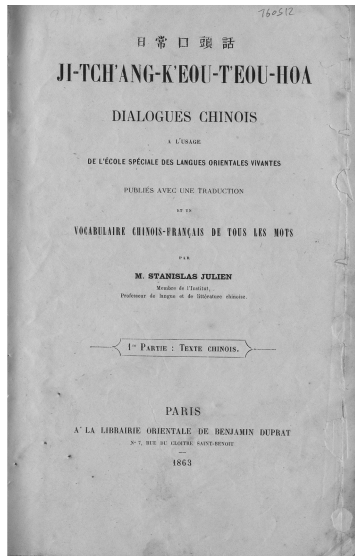 160512
日常口頭話
JI-TCH'ANG-K'EOU-T'EOU-HOA
DIALOGUES CHINOIS
A L'USAGE
DE L'ÉCOLE SPÉCIALE DES LANGUES ORIENTALES VIVANTES
PUBLIÉS AVEC UNE TRADUCTION
ET UN
VOCABULAIRE CHINOIS-FRANÇAIS DE TOUS LES MOTS
PAR
M. STANISLAS JULIEN
Membre de l'Institut,
Professeur de langue et de littérature chinoise.
1re PARTIE : TEXTE CHINOIS.
PARIS
A LA LIBRAIRIE ORIENTALE DE BENJAMIN DUPRAT
No 7, RUE DU CLOITRE SAINT-BENOIT
1863